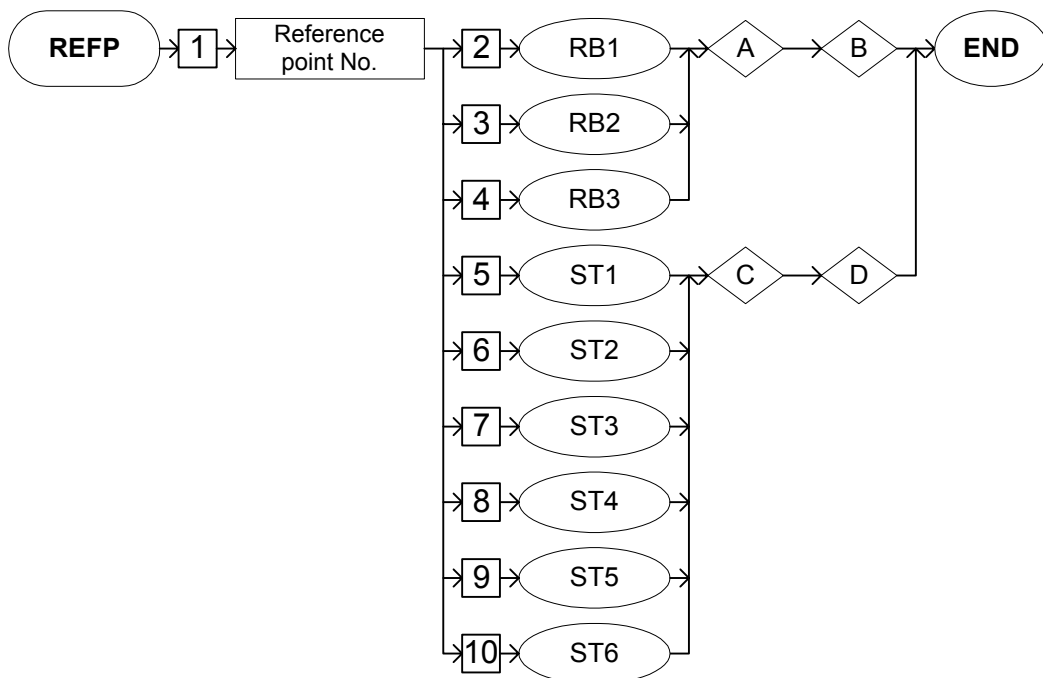 REFP
1
Reference
point No.
2
RB1
A
B
END
3
RB2
4
RB3
5
ST1
C
D
6
ST2
7
ST3
8
ST4
9
ST5
10
ST6